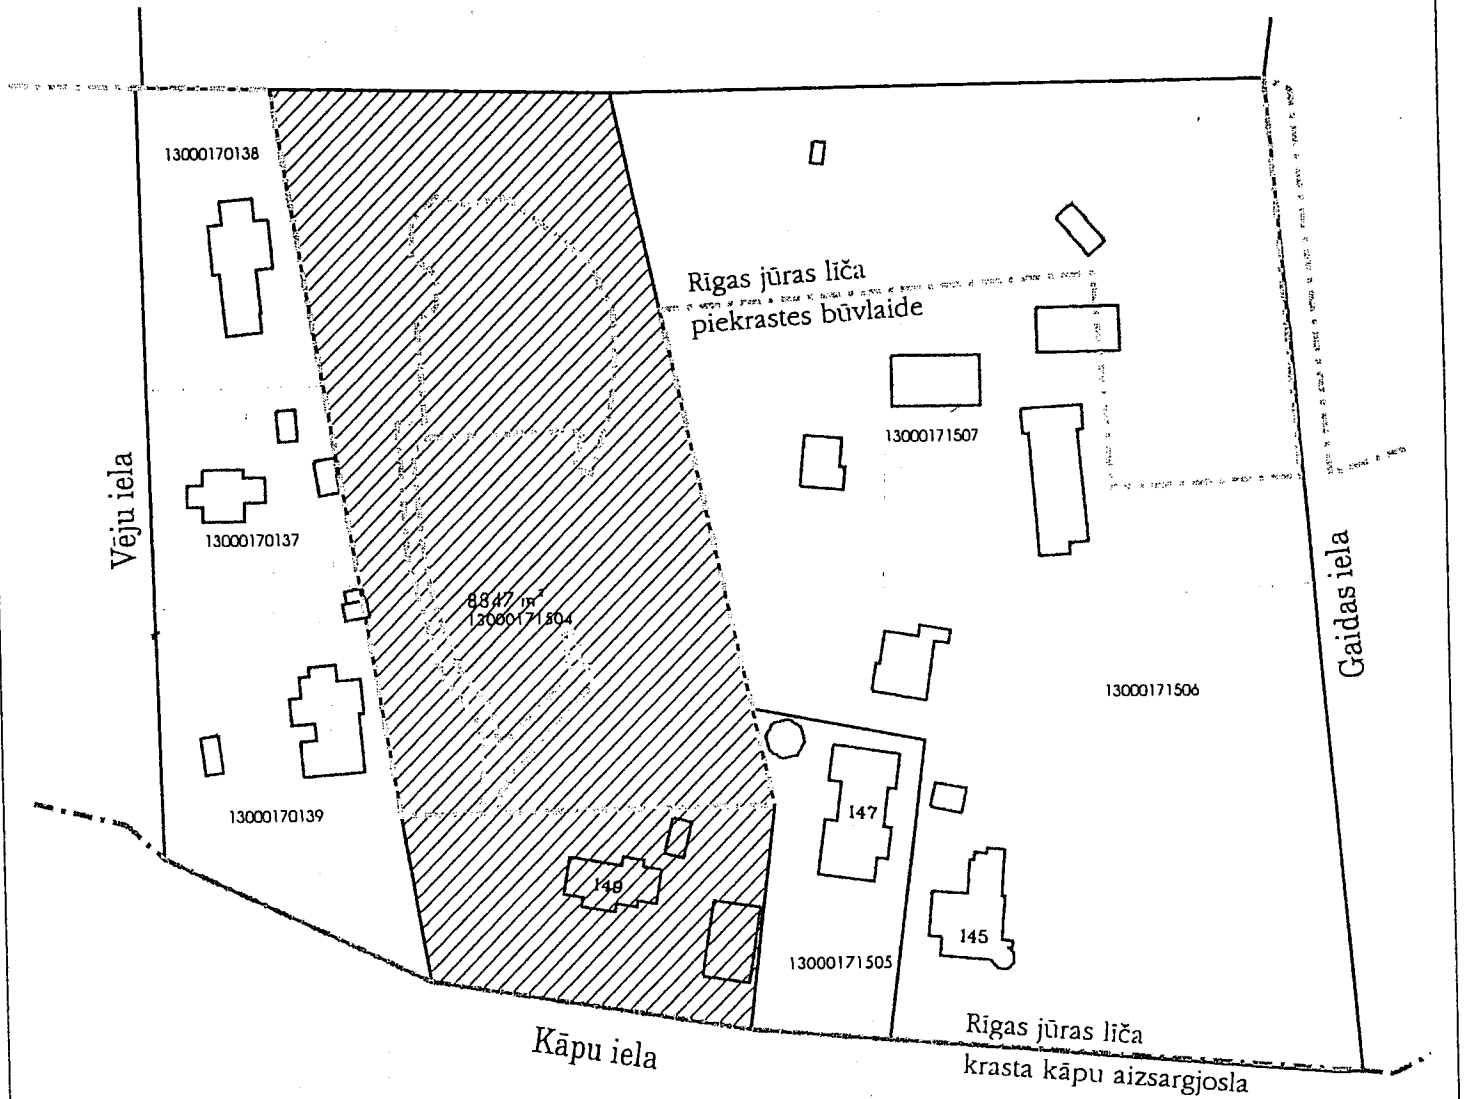 13000170138
Rīgas jūras līča
piekrastes būvlaide
13000171507
Vēju iela
13000170137
8847 m²
13000171504
Gaidas iela
13000171506
147
13000170139
149
145
13000171505
Rīgas jūras līča
Kāpu iela
krasta kāpu aizsargjosla